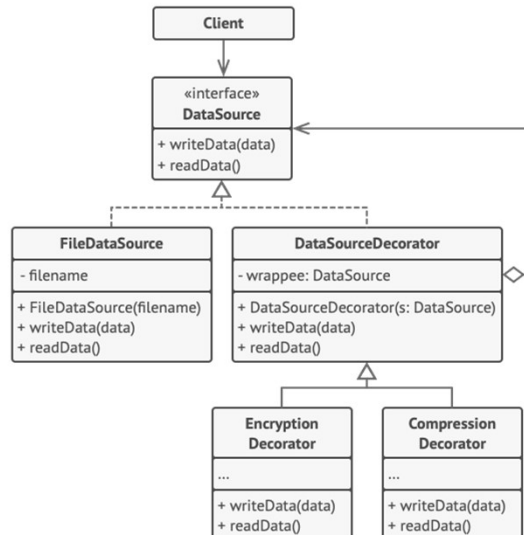 Client
«interface»
DataSource
+ writeData(data)
+ readData()
FileDataSource
- filename
+ FileDataSource(filename)
+ writeData(data)
+ readData()
DataSourceDecorator
- wrappee: DataSource
+ DataSourceDecorator(s: DataSource)
+ writeData(data)
+ readData()
Encryption
Decorator
...
+ writeData(data)
+ readData()
Compression
Decorator
...
+ writeData(data)
+ readData()